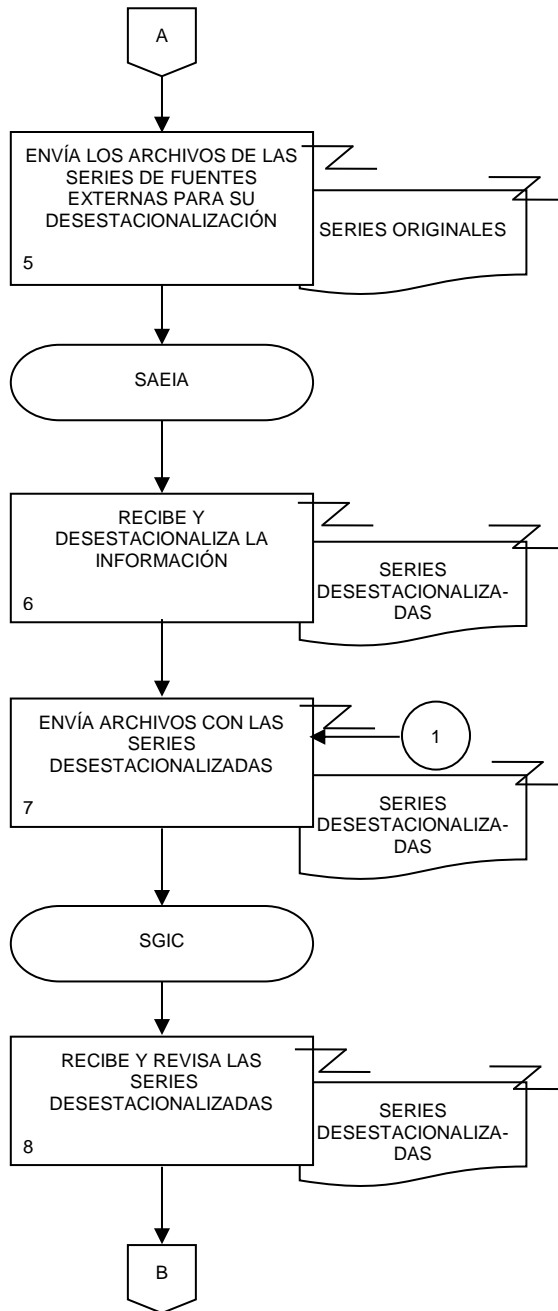 A
ENVÍA LOS ARCHIVOS DE LAS
SERIES DE FUENTES
EXTERNAS PARA SU
DESESTACIONALIZACIÓN
5
SERIES ORIGINALES
SAEIA
RECIBE Y
DESESTACIONALIZA LA
INFORMACIÓN
6
SERIES
DESESTACIONALIZA-
DAS
ENVÍA ARCHIVOS CON LAS
SERIES
DESESTACIONALIZADAS
7
1
SERIES
DESESTACIONALIZA-
DAS
SGIC
RECIBE Y REVISA LAS
SERIES
DESESTACIONALIZADAS
8
SERIES
DESESTACIONALIZA-
DAS
B